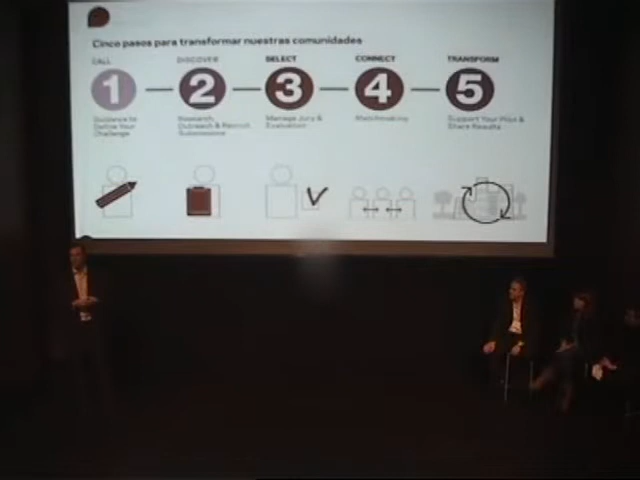 Cinco pasos para transformar nuestras comunidades
CALL
DISCOVER
SELECT
CONNECT
TRANSFORM
1
2
3
4
5
Guidance to
Define Your
Challenge
Research,
Outreach & Recruit
Submissions
Manage Jury &
Evaluation
Matchmaking
Support Your Pilot &
Share Results